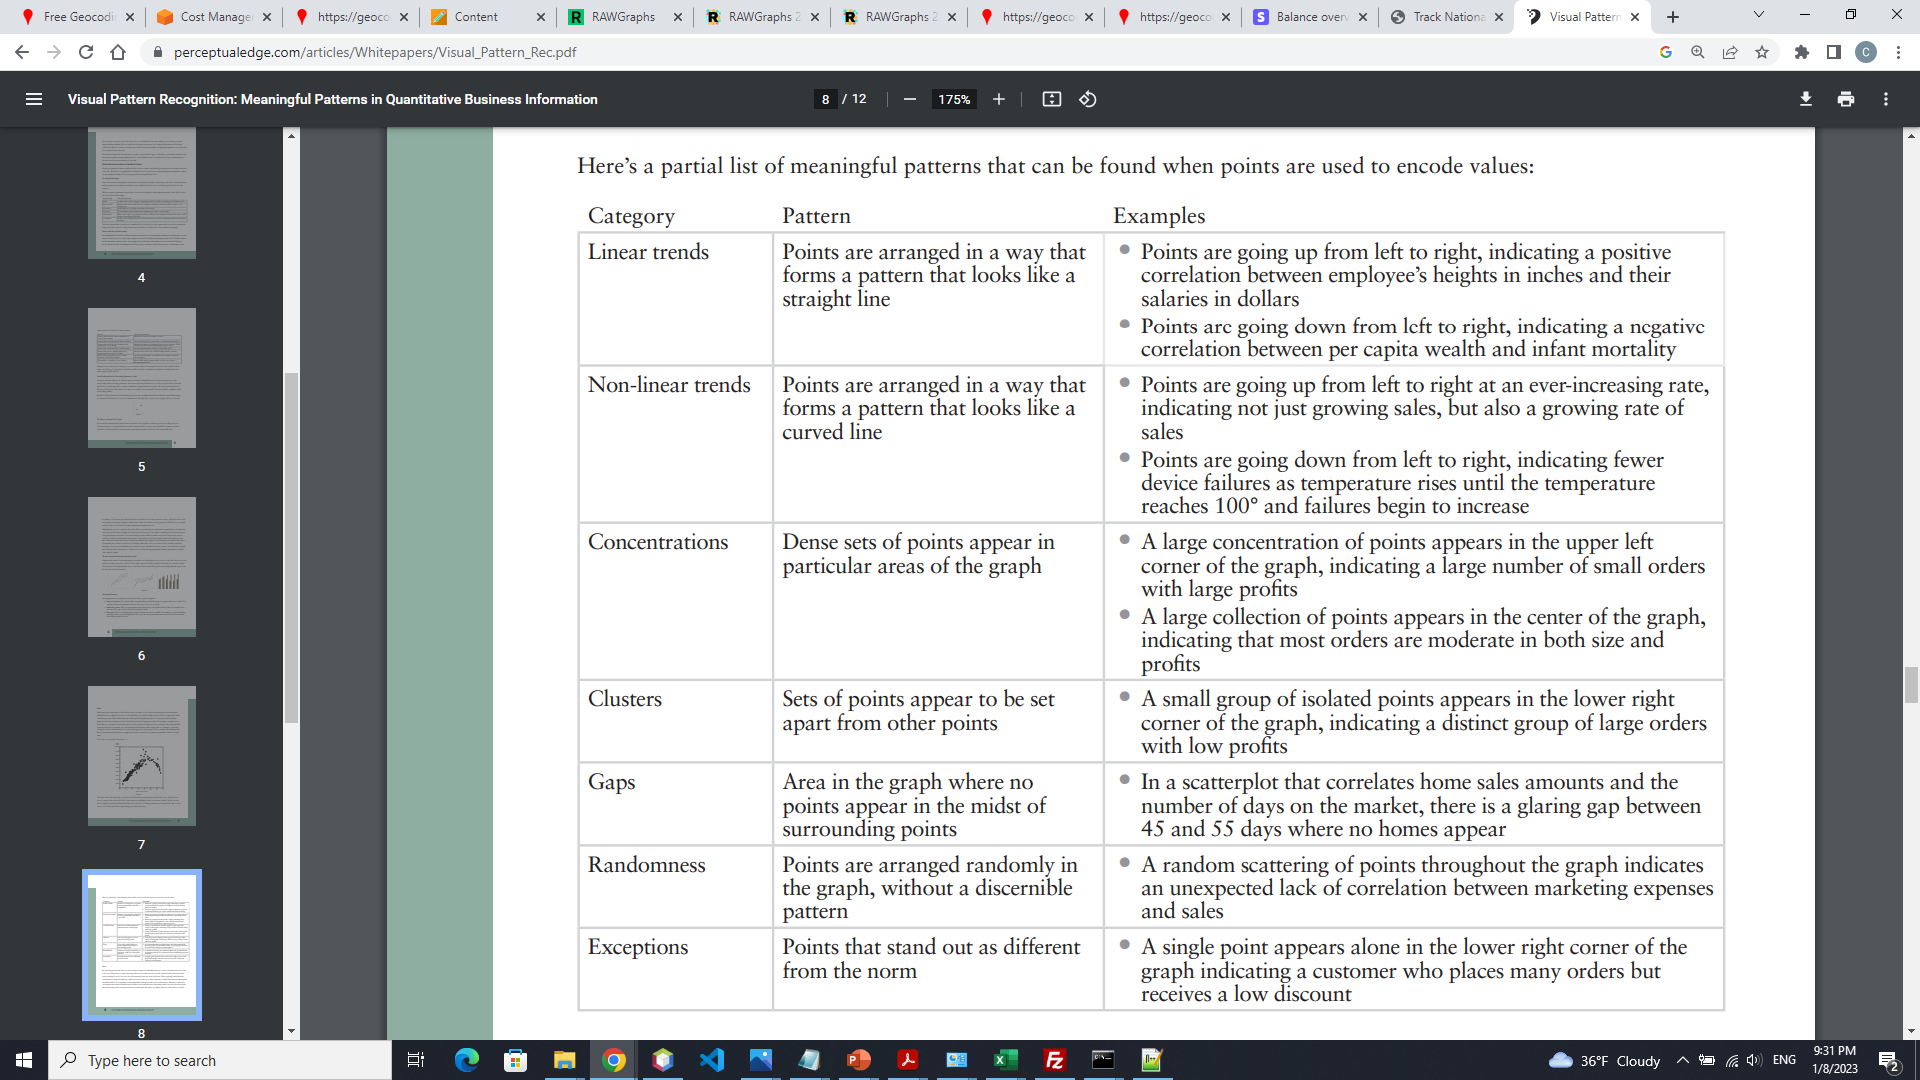 Free Geocodi
Cost Manage
https://geoco
Content
RAWGraphs
RAWGraphs 2
RAWGraphs 2
https://geoco
https://geoco
Balance over
Track Nationa
Visual Pattern
perceptualedge.com/articles/Whitepapers/Visual_Pattern_Rec.pdf
C
Visual Pattern Recognition: Meaningful Patterns in Quantitative Business Information
8 / 12
175%
4
5
6
7
8
Here's a partial list of meaningful patterns that can be found when points are used to encode values:
Category Pattern Examples
Linear trends
Points are arranged in a way that
forms a pattern that looks like a
straight line
• Points are going up from left to right, indicating a positive
correlation between employee's heights in inches and their
salaries in dollars
• Points are going down from left to right, indicating a negative
correlation between per capita wealth and infant mortality
Non-linear trends
Points are arranged in a way that
forms a pattern that looks like a
curved line
• Points are going up from left to right at an ever-increasing rate,
indicating not just growing sales, but also a growing rate of
sales
• Points are going down from left to right, indicating fewer
device failures as temperature rises until the temperature
reaches 100° and failures begin to increase
Concentrations
Dense sets of points appear in
particular areas of the graph
• A large concentration of points appears in the upper left
corner of the graph, indicating a large number of small orders
with large profits
• A large collection of points appears in the center of the graph,
indicating that most orders are moderate in both size and
profits
Clusters
Sets of points appear to be set
apart from other points
• A small group of isolated points appears in the lower right
corner of the graph, indicating a distinct group of large orders
with low profits
Gaps
Area in the graph where no
points appear in the midst of
surrounding points
• In a scatterplot that correlates home sales amounts and the
number of days on the market, there is a glaring gap between
45 and 55 days where no homes appear
Randomness
Points are arranged randomly in
the graph, without a discernible
pattern
• A random scattering of points throughout the graph indicates
an unexpected lack of correlation between marketing expenses
and sales
Exceptions
Points that stand out as different
from the norm
• A single point appears alone in the lower right corner of the
graph indicating a customer who places many orders but
receives a low discount
Type here to search
36°F Cloudy
ENG
9:31 PM
1/8/2023
2